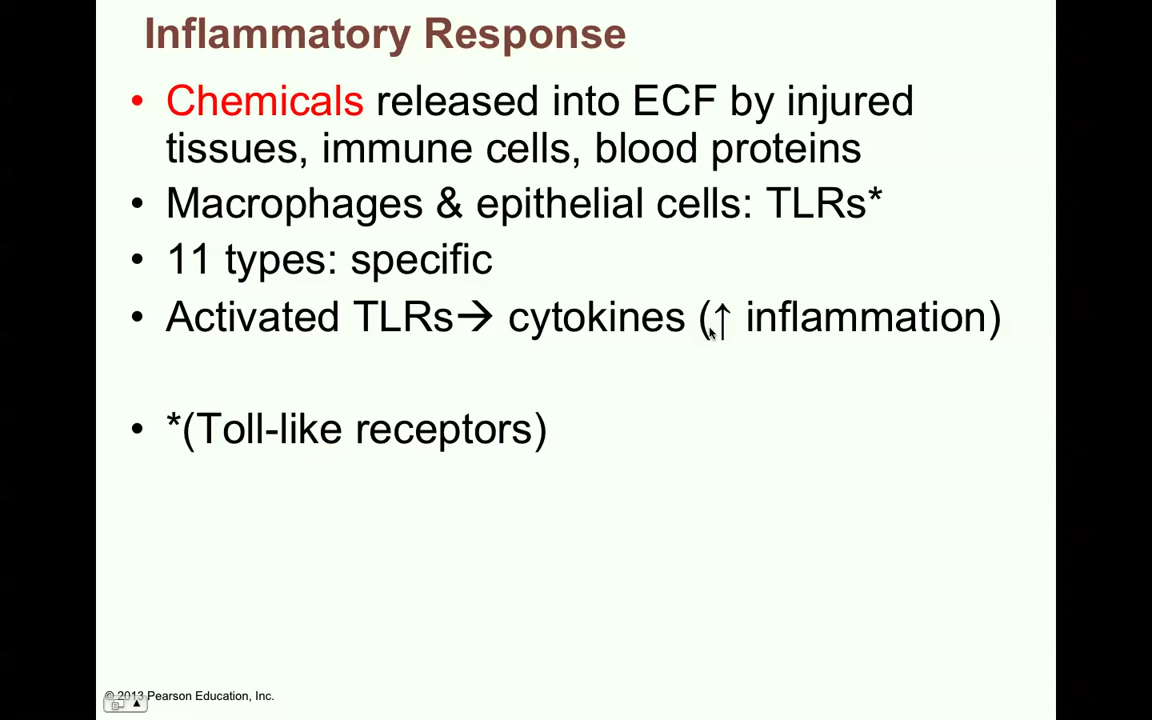 Inflammatory Response
• Chemicals released into ECF by injured
tissues, immune cells, blood proteins
• Macrophages & epithelial cells: TLRs*
• 11 types: specific
• Activated TLRs→ cytokines (↑ inflammation)
• *(Toll-like receptors)
© 2013 Pearson Education, Inc.